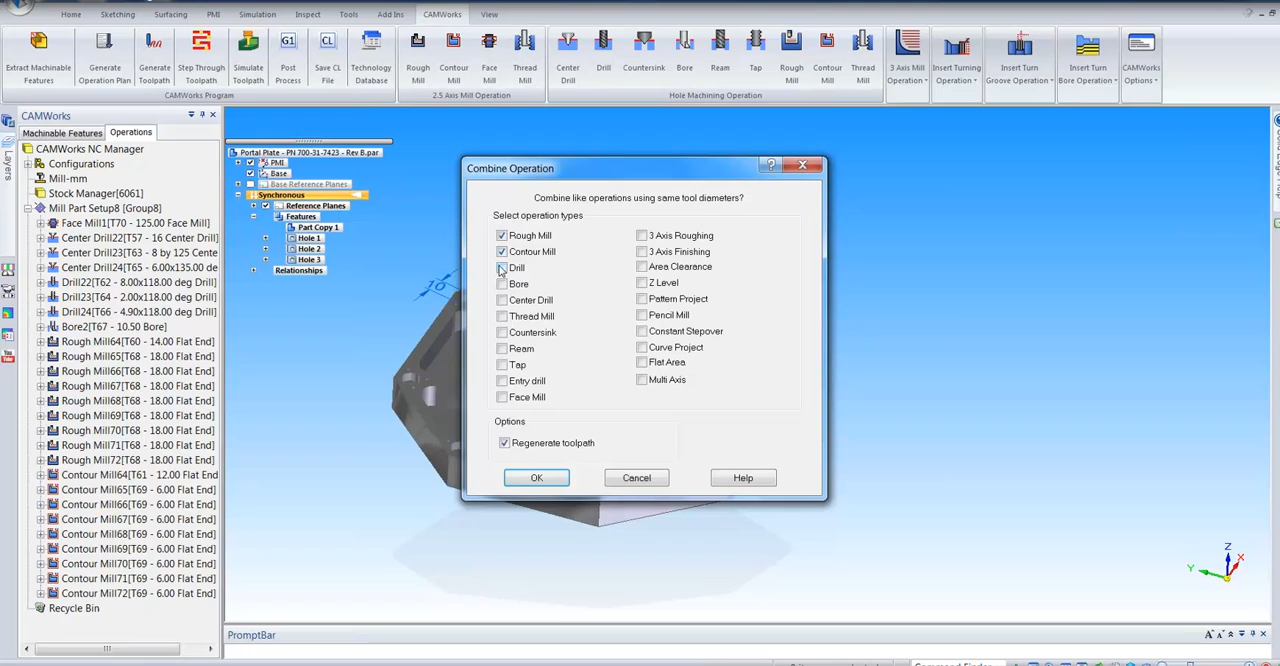 Home Sketching Surfacing PMI Simulation Inspect Tools Add Ins CAMWorks View
Extract Machinable Features
Generate Operation Plan
Generate Toolpath
Step Through Toolpath
Simulate Toolpath
G1
Post Process
CL
Save CL File
Technology Database
Rough Mill
Contour Mill
Face Mill
Thread Mill
Center Drill
Drill
Countersink
Bore
Ream
Tap
Rough Mill
Contour Mill
Thread Mill
3 Axis Mill Operation
Insert Turning Operation
Insert Turn Groove Operation
Insert Turn Bore Operation
CAMWorks Options
CAMWorks Program
2.5 Axis Mill Operation
Hole Machining Operation
CAMWorks
Machinable Features Operations
CAMWorks NC Manager
Configurations
Mill-mm
Stock Manager[6061]
Mill Part Setup8 [Group8]
Face Mill1[T70 - 125.00 Face Mill]
Center Drill22[T57 - 16 Center Drill]
Center Drill23[T63 - 8 by 125 Center
Center Drill24[T65 - 6.00x135.00 deg
Drill22[T62 - 8.00x118.00 deg Drill]
Drill23[T64 - 2.00x118.00 deg Drill]
Drill24[T66 - 4.90x118.00 deg Drill]
Bore2[T67 - 10.50 Bore]
Rough Mill64[T60 - 14.00 Flat End]
Rough Mill65[T68 - 18.00 Flat End]
Rough Mill66[T68 - 18.00 Flat End]
Rough Mill67[T68 - 18.00 Flat End]
Rough Mill68[T68 - 18.00 Flat End]
Rough Mill69[T68 - 18.00 Flat End]
Rough Mill70[T68 - 18.00 Flat End]
Rough Mill71[T68 - 18.00 Flat End]
Rough Mill72[T68 - 18.00 Flat End]
Contour Mill64[T61 - 12.00 Flat End
Contour Mill65[T69 - 6.00 Flat End]
Contour Mill66[T69 - 6.00 Flat End]
Contour Mill67[T69 - 6.00 Flat End]
Contour Mill68[T69 - 6.00 Flat End]
Contour Mill69[T69 - 6.00 Flat End]
Contour Mill70[T69 - 6.00 Flat End]
Contour Mill71[T69 - 6.00 Flat End]
Contour Mill72[T69 - 6.00 Flat End]
Recycle Bin
Layers
You Tube
Portal Plate - PN 700-31-7423 - Rev B.par
PMI
Base
Base Reference Planes
Synchronous
Reference Planes
Features
Part Copy 1
Hole 1
Hole 2
Hole 3
Relationships
10
Combine Operation
Combine like operations using same tool diameters?
Select operation types
Rough Mill
Contour Mill
Drill
Bore
Center Drill
Thread Mill
Countersink
Ream
Tap
Entry drill
Face Mill
3 Axis Roughing
3 Axis Finishing
Area Clearance
Z Level
Pattern Project
Pencil Mill
Constant Stepover
Curve Project
Flat Area
Multi Axis
Options
Regenerate toolpath
OK Cancel Help
Z
X
Y
PromptBar